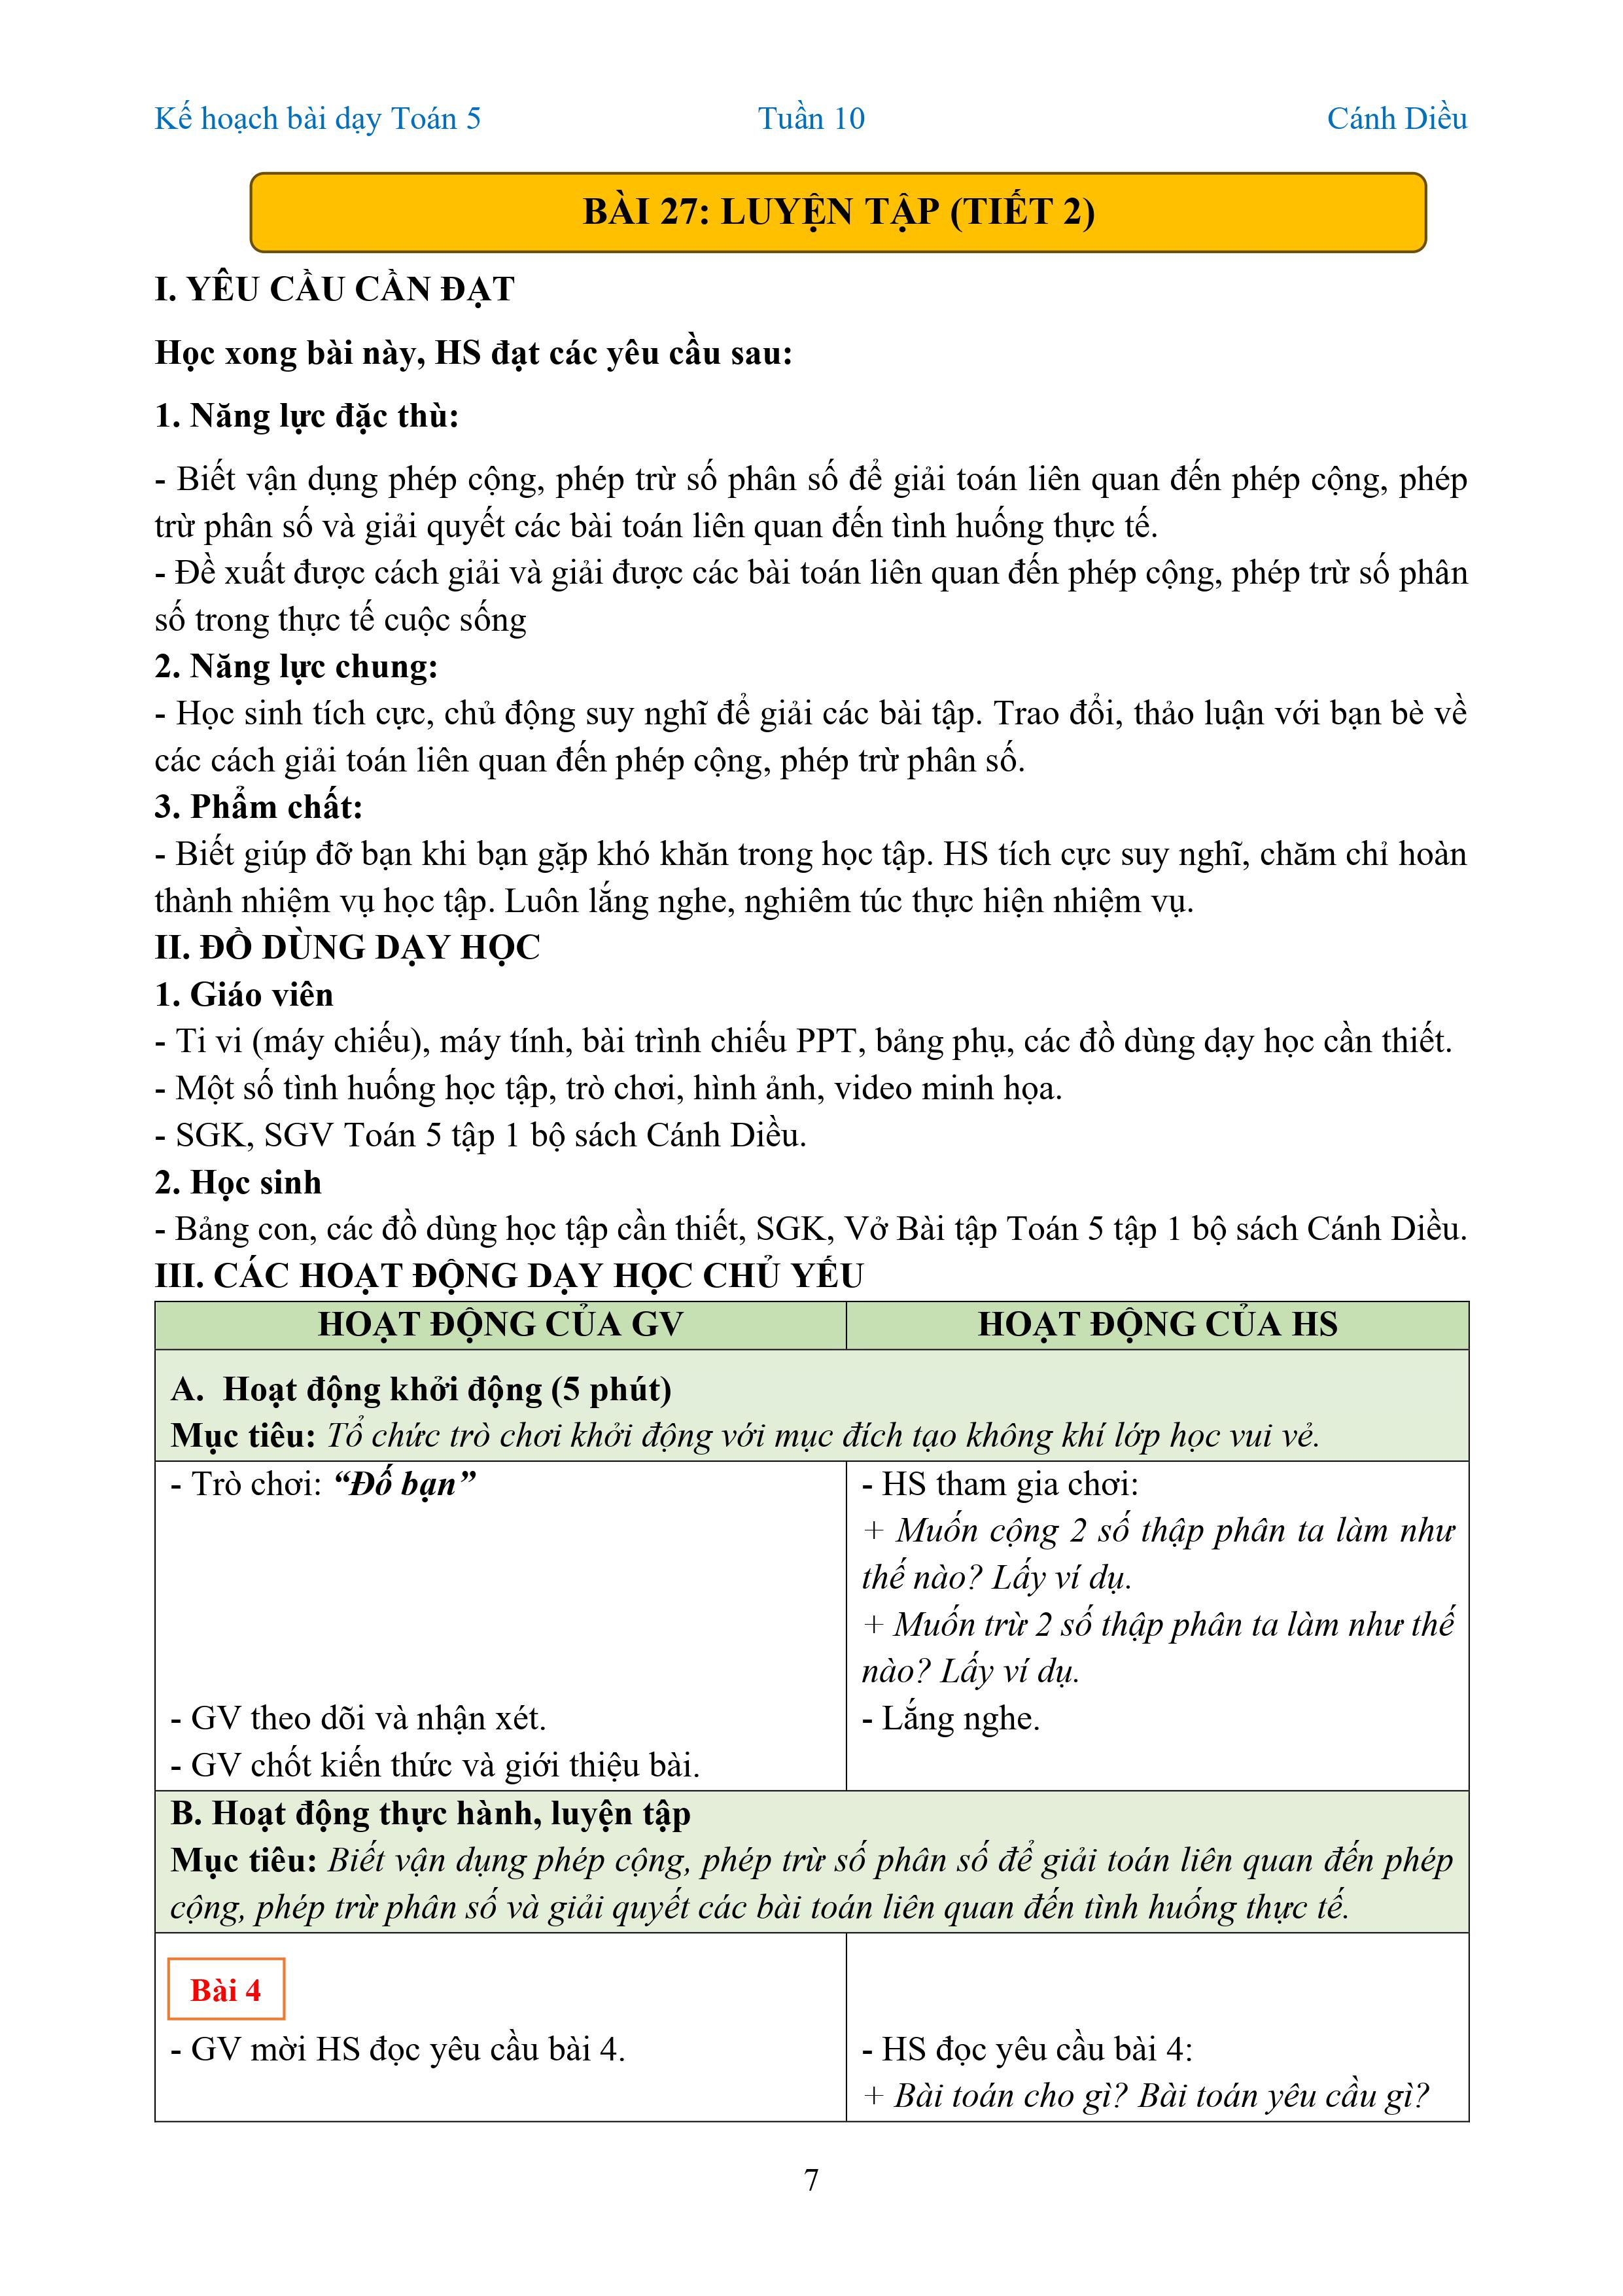 Kế hoạch bài dạy Toán 5 Tuần 10 Cánh Diều
BÀI 27: LUYỆN TẬP (TIẾT 2)
I. YÊU CẦU CẦN ĐẠT
Học xong bài này, HS đạt các yêu cầu sau:
1. Năng lực đặc thù:
- Biết vận dụng phép cộng, phép trừ số phân số để giải toán liên quan đến phép cộng, phép
trừ phân số và giải quyết các bài toán liên quan đến tình huống thực tế.
- Đề xuất được cách giải và giải được các bài toán liên quan đến phép cộng, phép trừ số phân
số trong thực tế cuộc sống
2. Năng lực chung:
- Học sinh tích cực, chủ động suy nghĩ để giải các bài tập. Trao đổi, thảo luận với bạn bè về
các cách giải toán liên quan đến phép cộng, phép trừ phân số.
3. Phẩm chất:
- Biết giúp đỡ bạn khi bạn gặp khó khăn trong học tập. HS tích cực suy nghĩ, chăm chỉ hoàn
thành nhiệm vụ học tập. Luôn lắng nghe, nghiêm túc thực hiện nhiệm vụ.
II. ĐỒ DÙNG DẠY HỌC
1. Giáo viên
- Ti vi (máy chiếu), máy tính, bài trình chiếu PPT, bảng phụ, các đồ dùng dạy học cần thiết.
- Một số tình huống học tập, trò chơi, hình ảnh, video minh họa.
- SGK, SGV Toán 5 tập 1 bộ sách Cánh Diều.
2. Học sinh
- Bảng con, các đồ dùng học tập cần thiết, SGK, Vở Bài tập Toán 5 tập 1 bộ sách Cánh Diều.
III. CÁC HOẠT ĐỘNG DẠY HỌC CHỦ YẾU
HOẠT ĐỘNG CỦA GV HOẠT ĐỘNG CỦA HS
A. Hoạt động khởi động (5 phút)
Mục tiêu: Tổ chức trò chơi khởi động với mục đích tạo không khí lớp học vui vẻ.
- Trò chơi: “Đố bạn”
- GV theo dõi và nhận xét.
- GV chốt kiến thức và giới thiệu bài.
- HS tham gia chơi:
+ Muốn cộng 2 số thập phân ta làm như
thế nào? Lấy ví dụ.
+ Muốn trừ 2 số thập phân ta làm như thế
nào? Lấy ví dụ.
- Lắng nghe.
B. Hoạt động thực hành, luyện tập
Mục tiêu: Biết vận dụng phép cộng, phép trừ số phân số để giải toán liên quan đến phép
cộng, phép trừ phân số và giải quyết các bài toán liên quan đến tình huống thực tế.
Bài 4
- GV mời HS đọc yêu cầu bài 4.
- HS đọc yêu cầu bài 4:
+ Bài toán cho gì? Bài toán yêu cầu gì?
7